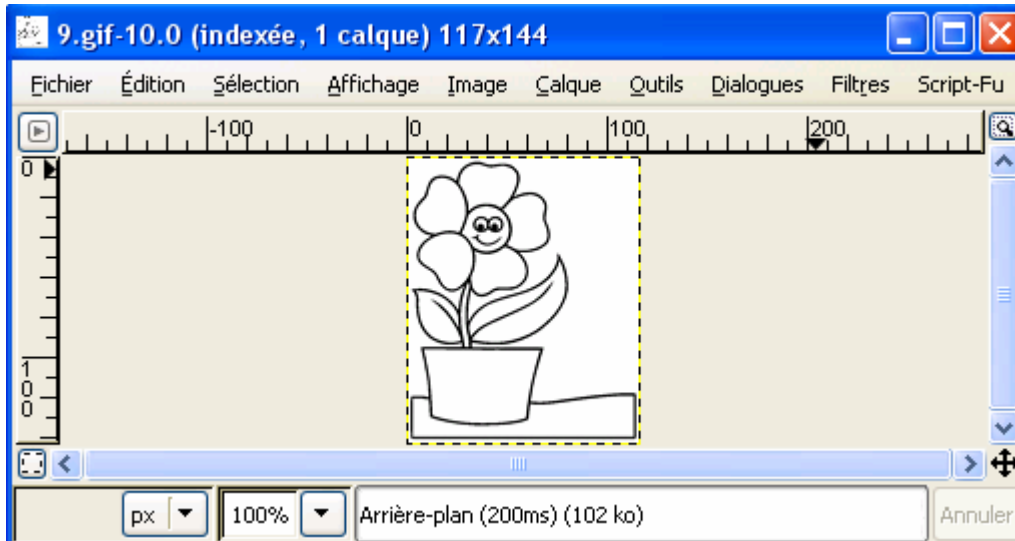 9.gif-10.0 (indexée, 1 calque) 117x144
Fichier Édition Sélection Affichage Image Calque Outils Dialogues Filtres Script-Fu
-100 0 100 200
0
100
px 100% Arrière-plan (200ms) (102 ko) Annuler